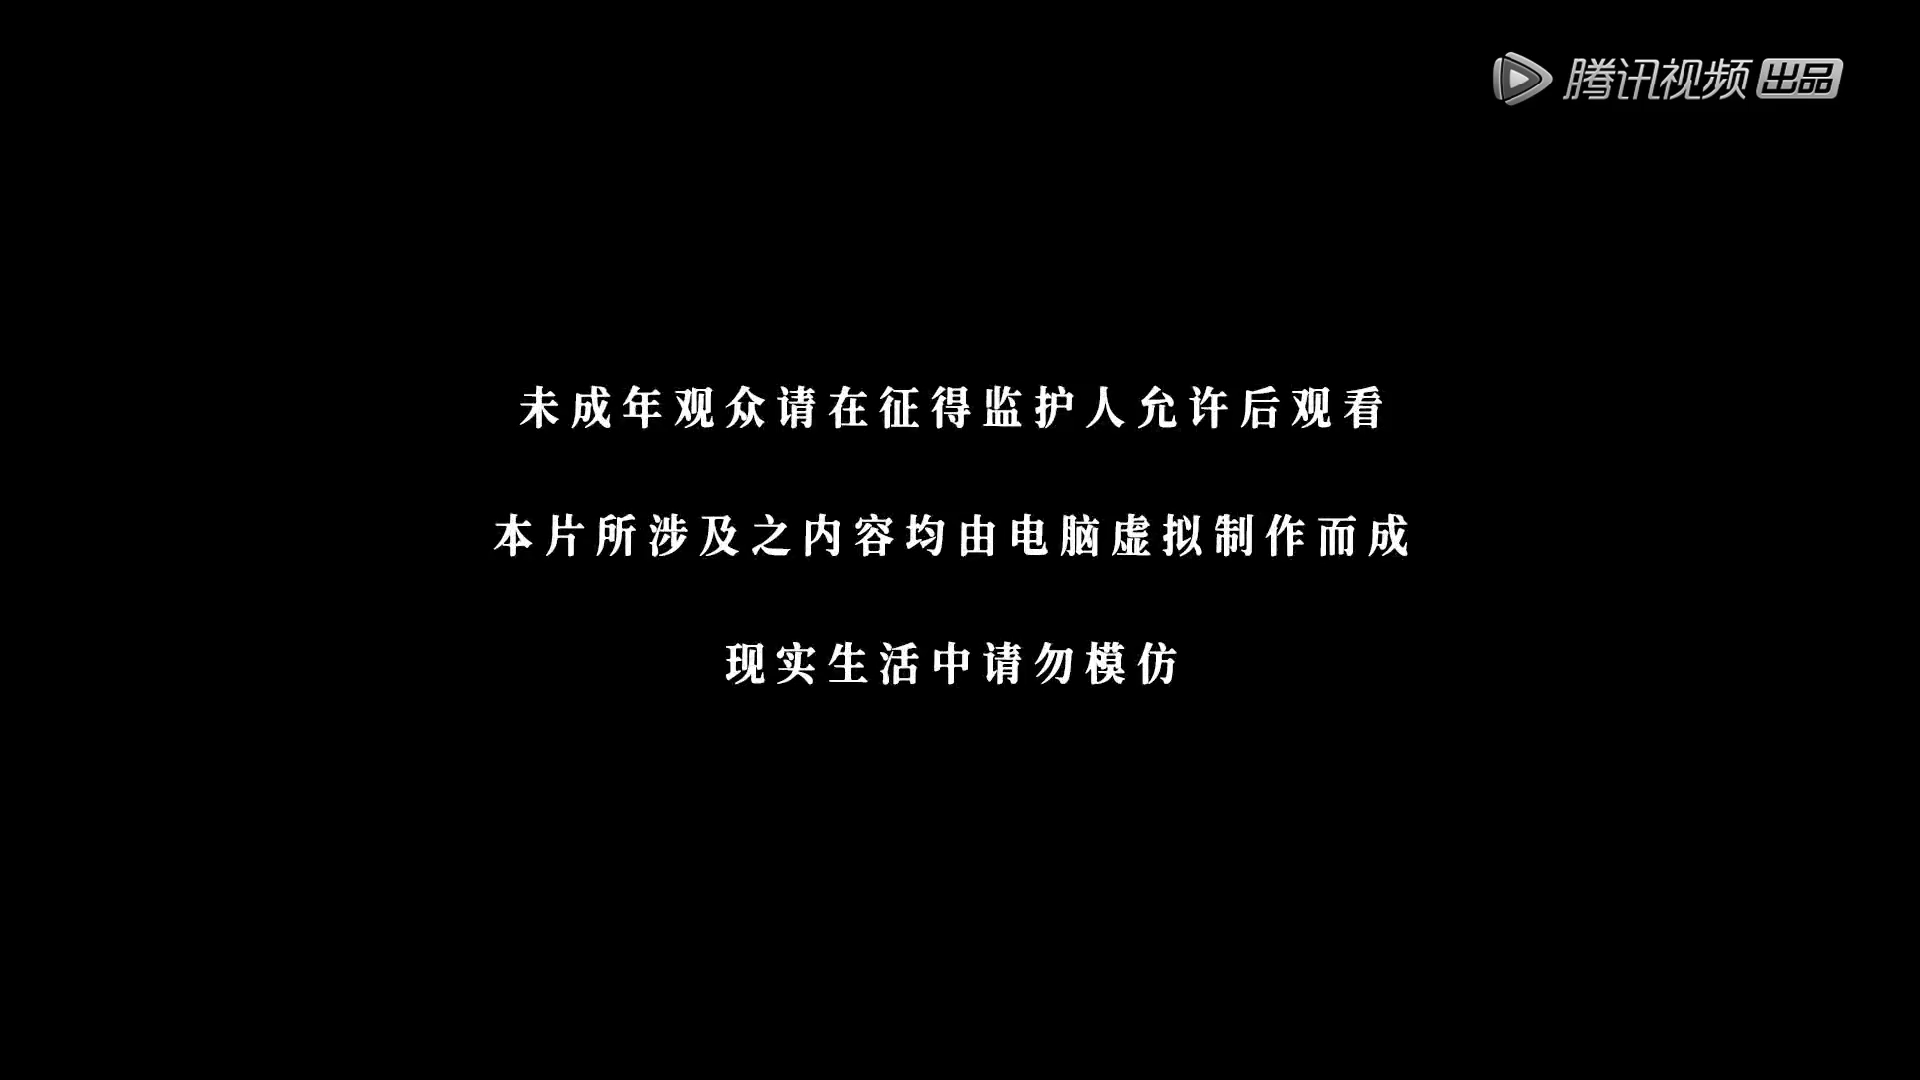 腾讯视频 出品
未成年观众请在征得监护人允许后观看
本片所涉及之内容均由电脑虚拟制作而成
现实生活中请勿模仿